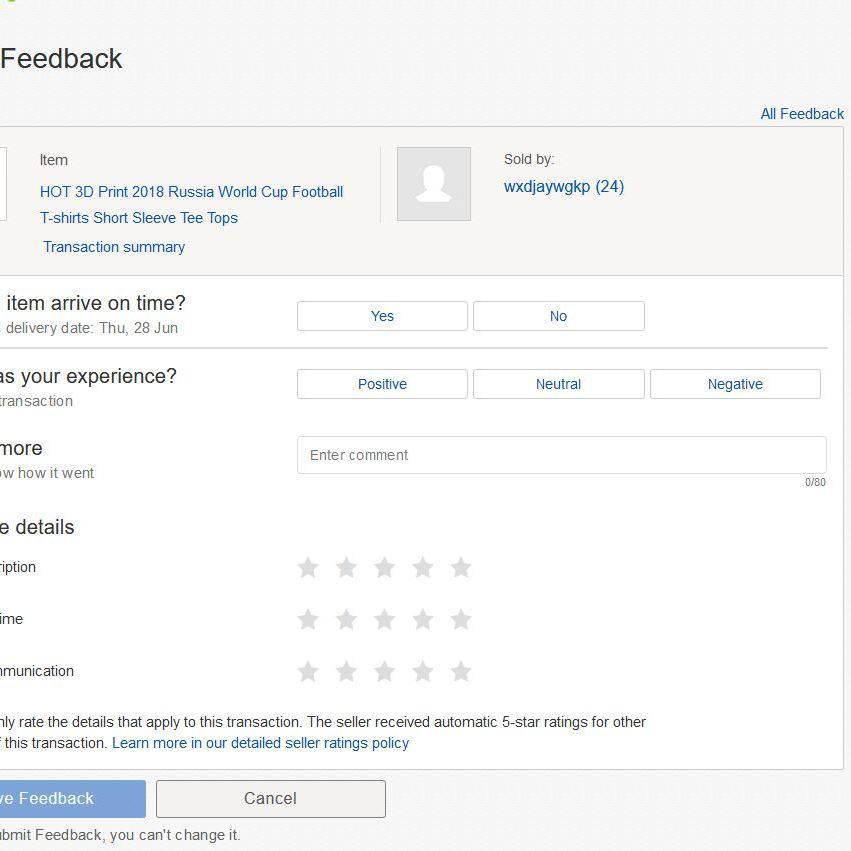 Feedback
All Feedback
Item
HOT 3D Print 2018 Russia World Cup Football
T-shirts Short Sleeve Tee Tops
Transaction summary
Sold by:
wxdjaywgkp (24)
item arrive on time?
delivery date: Thu, 28 Jun
Yes
No
as your experience?
transaction
Positive
Neutral
Negative
more
ow how it went
Enter comment
0/80
e details
ription
ime
mmunication
nly rate the details that apply to this transaction. The seller received automatic 5-star ratings for other
f this transaction. Learn more in our detailed seller ratings policy
ve Feedback
Cancel
ubmit Feedback, you can't change it.